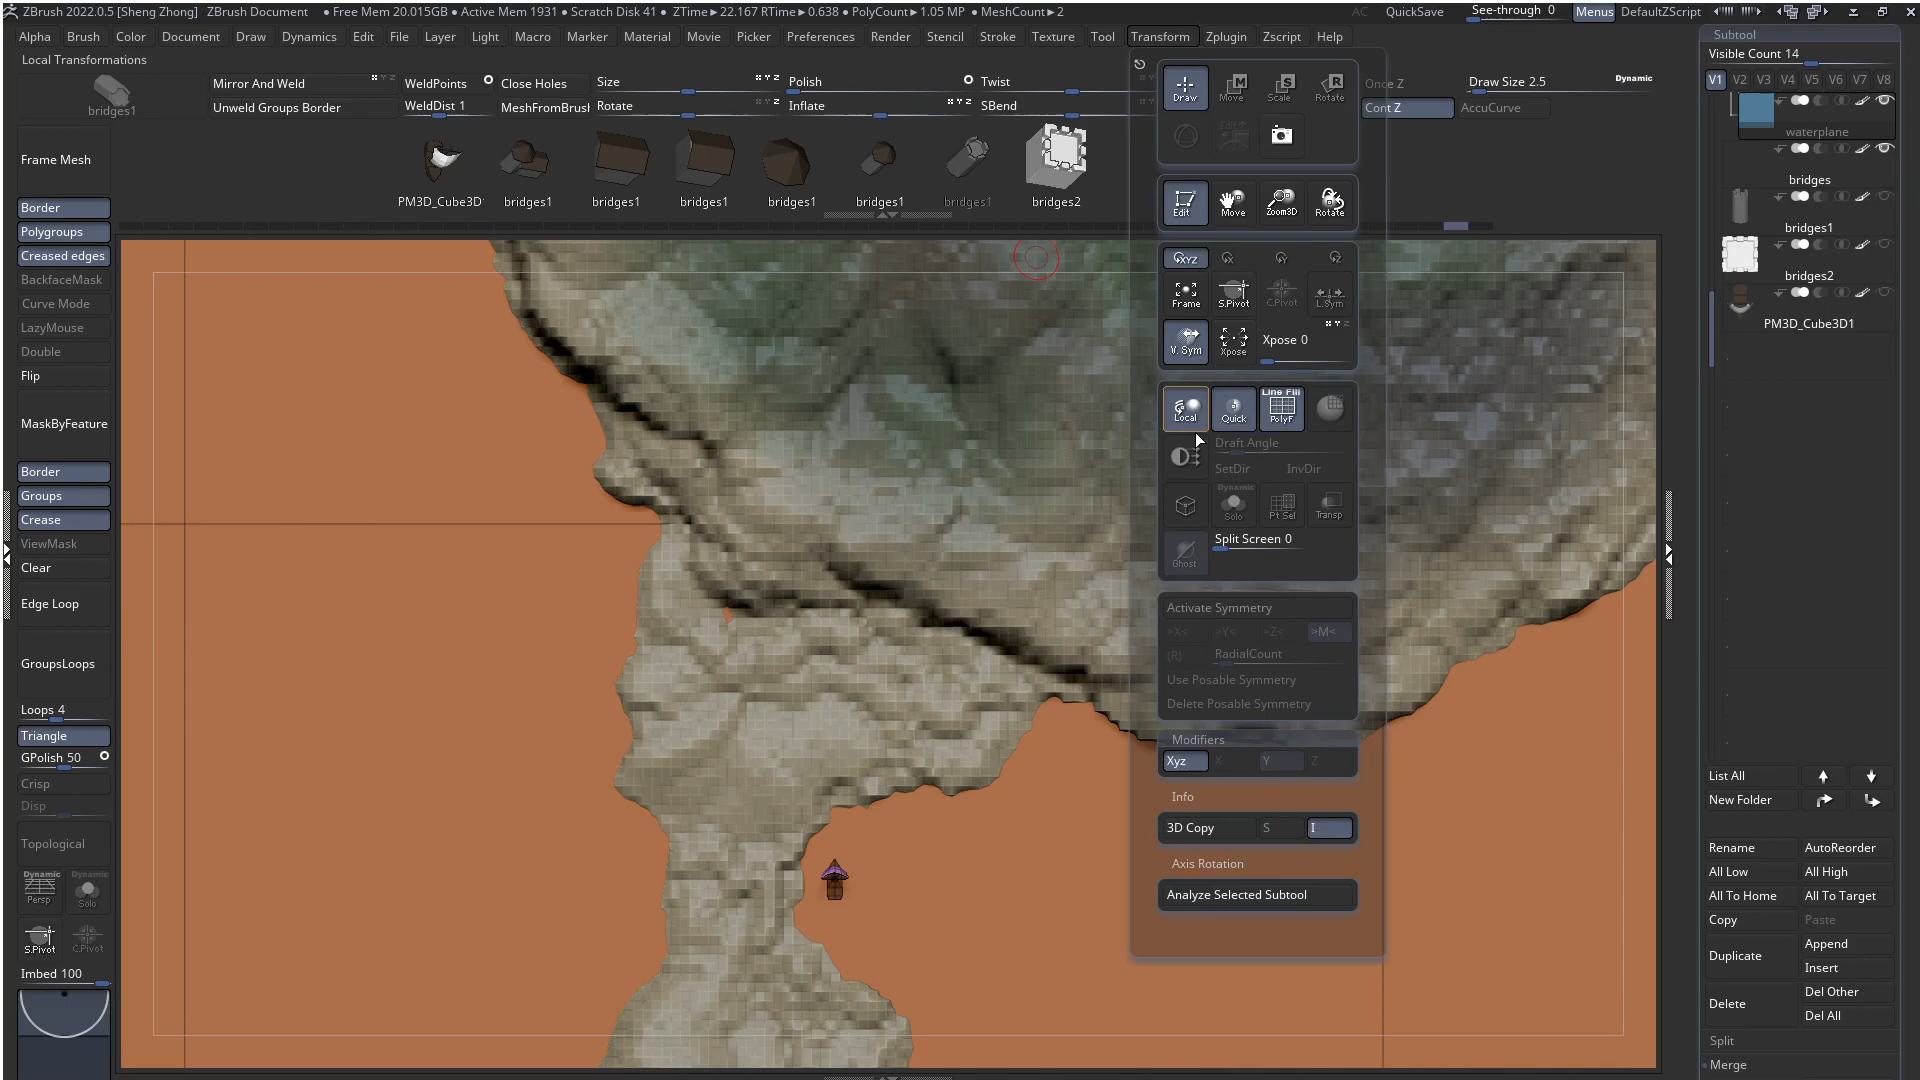 ZBrush 2022.0.5 [Sheng Zhong] ZBrush Document • Free Mem 20.015GB • Active Mem 1931 • Scratch Disk 41 • ZTime►22.167 RTime►0.638 • PolyCount►1.05 MP • MeshCount►2 AC QuickSave See-through 0 Menus DefaultZScript
Alpha Brush Color Document Draw Dynamics Edit File Layer Light Macro Marker Material Movie Picker Preferences Render Stencil Stroke Texture Tool Transform Zplugin Zscript Help
Local Transformations
bridges1
Mirror And Weld WeldPoints Close Holes Size Polish Twist
Unweld Groups Border WeldDist 1 MeshFromBrush Rotate Inflate SBend
Once Z Draw Size 2.5 Dynamic
Cont Z AccuCurve
PM3D_Cube3D bridges1 bridges1 bridges1 bridges1 bridges1 bridges1 bridges2
Frame Mesh
Border
Polygroups
Creased edges
BackfaceMask
Curve Mode
LazyMouse
Double
Flip
MaskByFeature
Border
Groups
Crease
ViewMask
Clear
Edge Loop
GroupsLoops
Loops 4
Triangle
GPolish 50
Crisp
Disp
Topological
Dynamic Dynamic
Persp Solo
S.Pivot C.Pivot
Imbed 100
Draw Move Scale Rotate
Edit
Edit Move Zoom3D Rotate
XYZ X Y Z
Frame S.Pivot C.Pivot L.Sym
V. Sym Xpose Xpose 0
Line Fill
Local Quick PolyF
Draft Angle
SetDir InvDir
Dynamic
Solo Pt Sel Transp
Ghost Split Screen 0
Activate Symmetry
>X< >Y< >Z< >M<
(R) RadialCount
Use Posable Symmetry
Delete Posable Symmetry
Modifiers
Xyz X Y Z
Info
3D Copy S I
Axis Rotation
Analyze Selected Subtool
Subtool
Visible Count 14
V1 V2 V3 V4 V5 V6 V7 V8
waterplane
bridges
bridges1
bridges2
PM3D_Cube3D1
List All
New Folder
Rename AutoReorder
All Low All High
All To Home All To Target
Copy Paste
Duplicate Append
Insert
Delete Del Other
Del All
Split
Merge